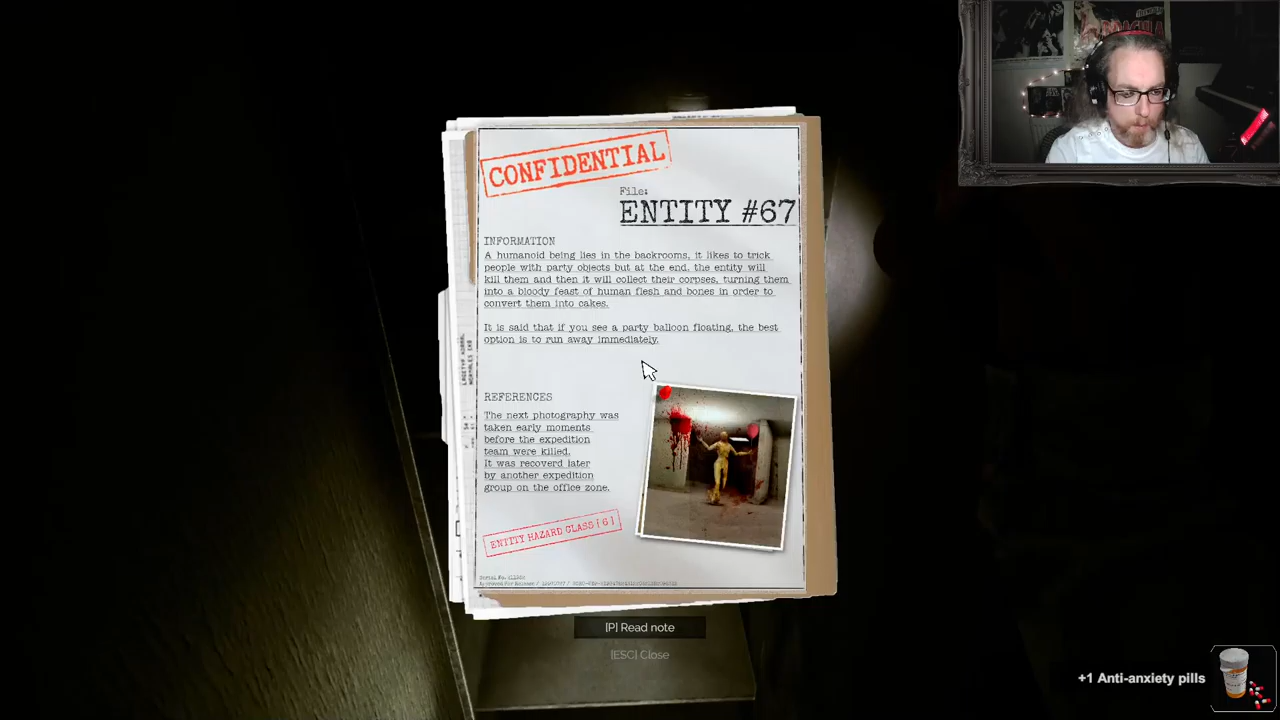 CONFIDENTIAL
File:
ENTITY #67
INFORMATION
A humanoid being lies in the backrooms, it likes to trick
people with party objects but at the end, the entity will
kill them and then it will collect their corpses, turning them
into a bloody feast of human flesh and bones in order to
convert them into cakes.
It is said that if you see a party balloon floating, the best
option is to run away immediately.
REFERENCES
The next photography was
taken early moments
before the expedition
team were killed.
It was recoverd later
by another expedition
group on the office zone.
ENTITY HAZARD CLASS [ 6 ]
[P] Read note
[ESC] Close
+1 Anti-anxiety pills